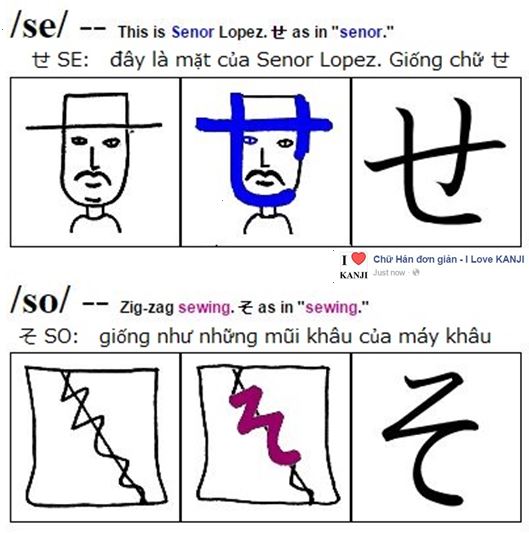 /se/ -- This is Senor Lopez. せ as in "senor."
せ SE: đây là mặt của Senor Lopez. Giống chữ せ
せ
I ❤ KANJI
Chữ Hán đơn giản - I Love KANJI
Just now ·
/so/ -- Zig-zag sewing. そ as in "sewing."
そ SO: giống như những mũi khâu của máy khâu
そ